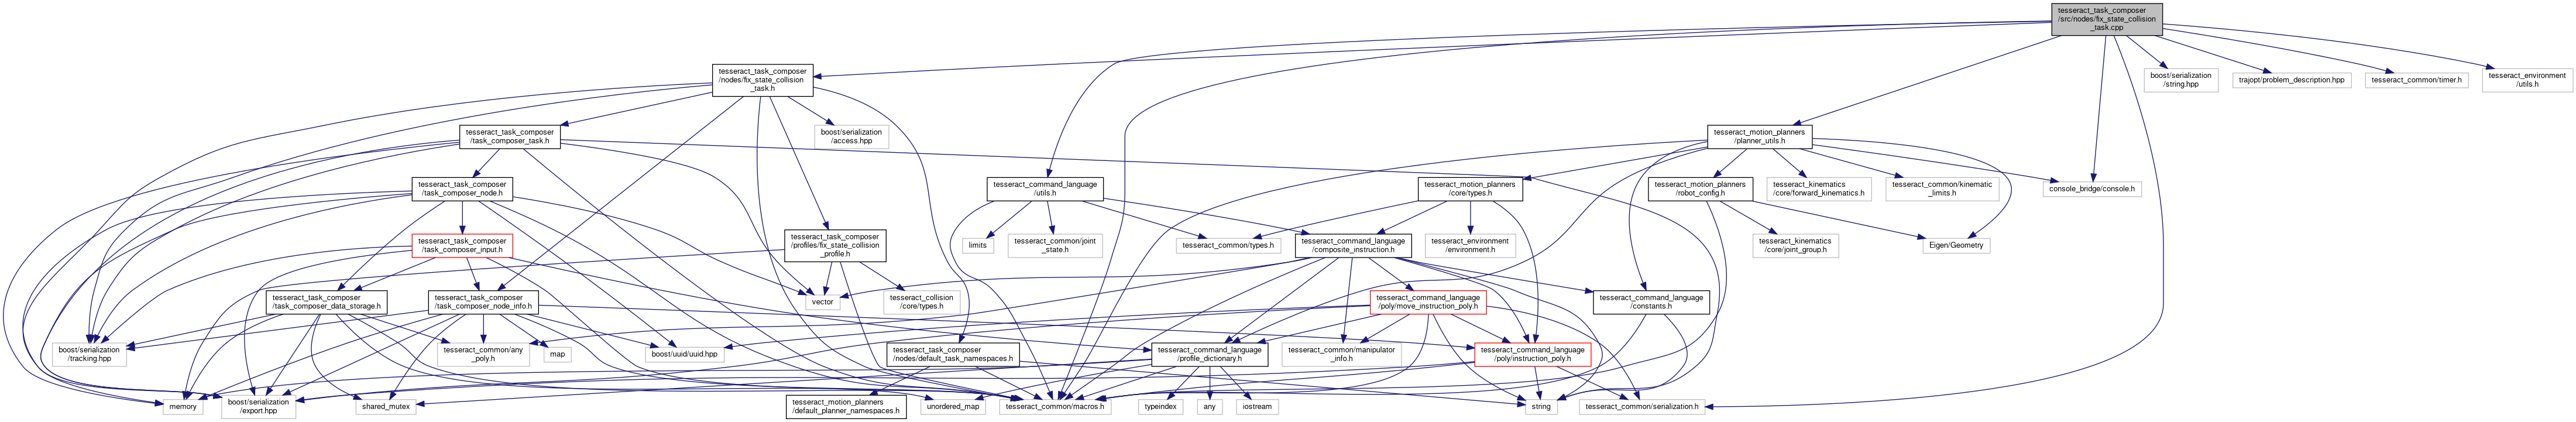 tesseract_task_composer
/src/nodes/fix_state_collision
_task.cpp
tesseract_task_composer
/nodes/fix_state_collision
_task.h
boost/serialization
/string.hpp
trajopt/problem_description.hpp
tesseract_common/timer.h
tesseract_environment
/utils.h
tesseract_task_composer
/task_composer_task.h
boost/serialization
/access.hpp
tesseract_motion_planners
/planner_utils.h
tesseract_task_composer
/task_composer_node.h
tesseract_command_language
/utils.h
tesseract_motion_planners
/core/types.h
tesseract_motion_planners
/robot_config.h
tesseract_kinematics
/core/forward_kinematics.h
tesseract_common/kinematic
_limits.h
console_bridge/console.h
tesseract_task_composer
/task_composer_input.h
tesseract_task_composer
/profiles/fix_state_collision
_profile.h
limits
tesseract_common/joint
_state.h
tesseract_common/types.h
tesseract_command_language
/composite_instruction.h
tesseract_environment
/environment.h
tesseract_kinematics
/core/joint_group.h
Eigen/Geometry
tesseract_task_composer
/task_composer_data_storage.h
tesseract_task_composer
/task_composer_node_info.h
vector
tesseract_collision
/core/types.h
tesseract_command_language
/poly/move_instruction_poly.h
tesseract_command_language
/constants.h
boost/serialization
/tracking.hpp
tesseract_common/any
_poly.h
map
boost/uuid/uuid.hpp
tesseract_task_composer
/nodes/default_task_namespaces.h
tesseract_command_language
/profile_dictionary.h
tesseract_common/manipulator
_info.h
tesseract_command_language
/poly/instruction_poly.h
memory
boost/serialization
/export.hpp
shared_mutex
tesseract_motion_planners
/default_planner_namespaces.h
unordered_map
tesseract_common/macros.h
typeindex
any
iostream
string
tesseract_common/serialization.h